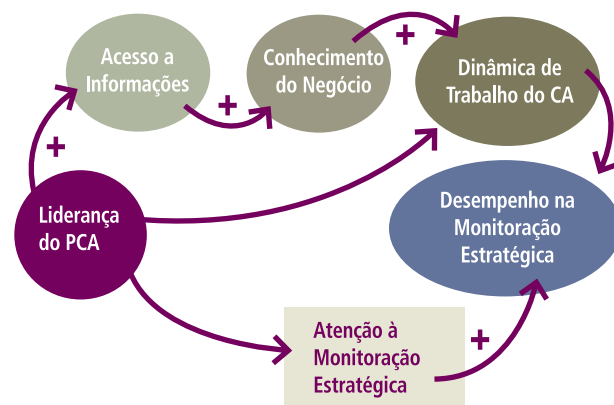 Acesso a
Informações
+
Conhecimento
do Negócio
+
Dinâmica de
Trabalho do CA
+
Liderança
do PCA
Desempenho na
Monitoração
Estratégica
Atenção à
Monitoração
Estratégica
+